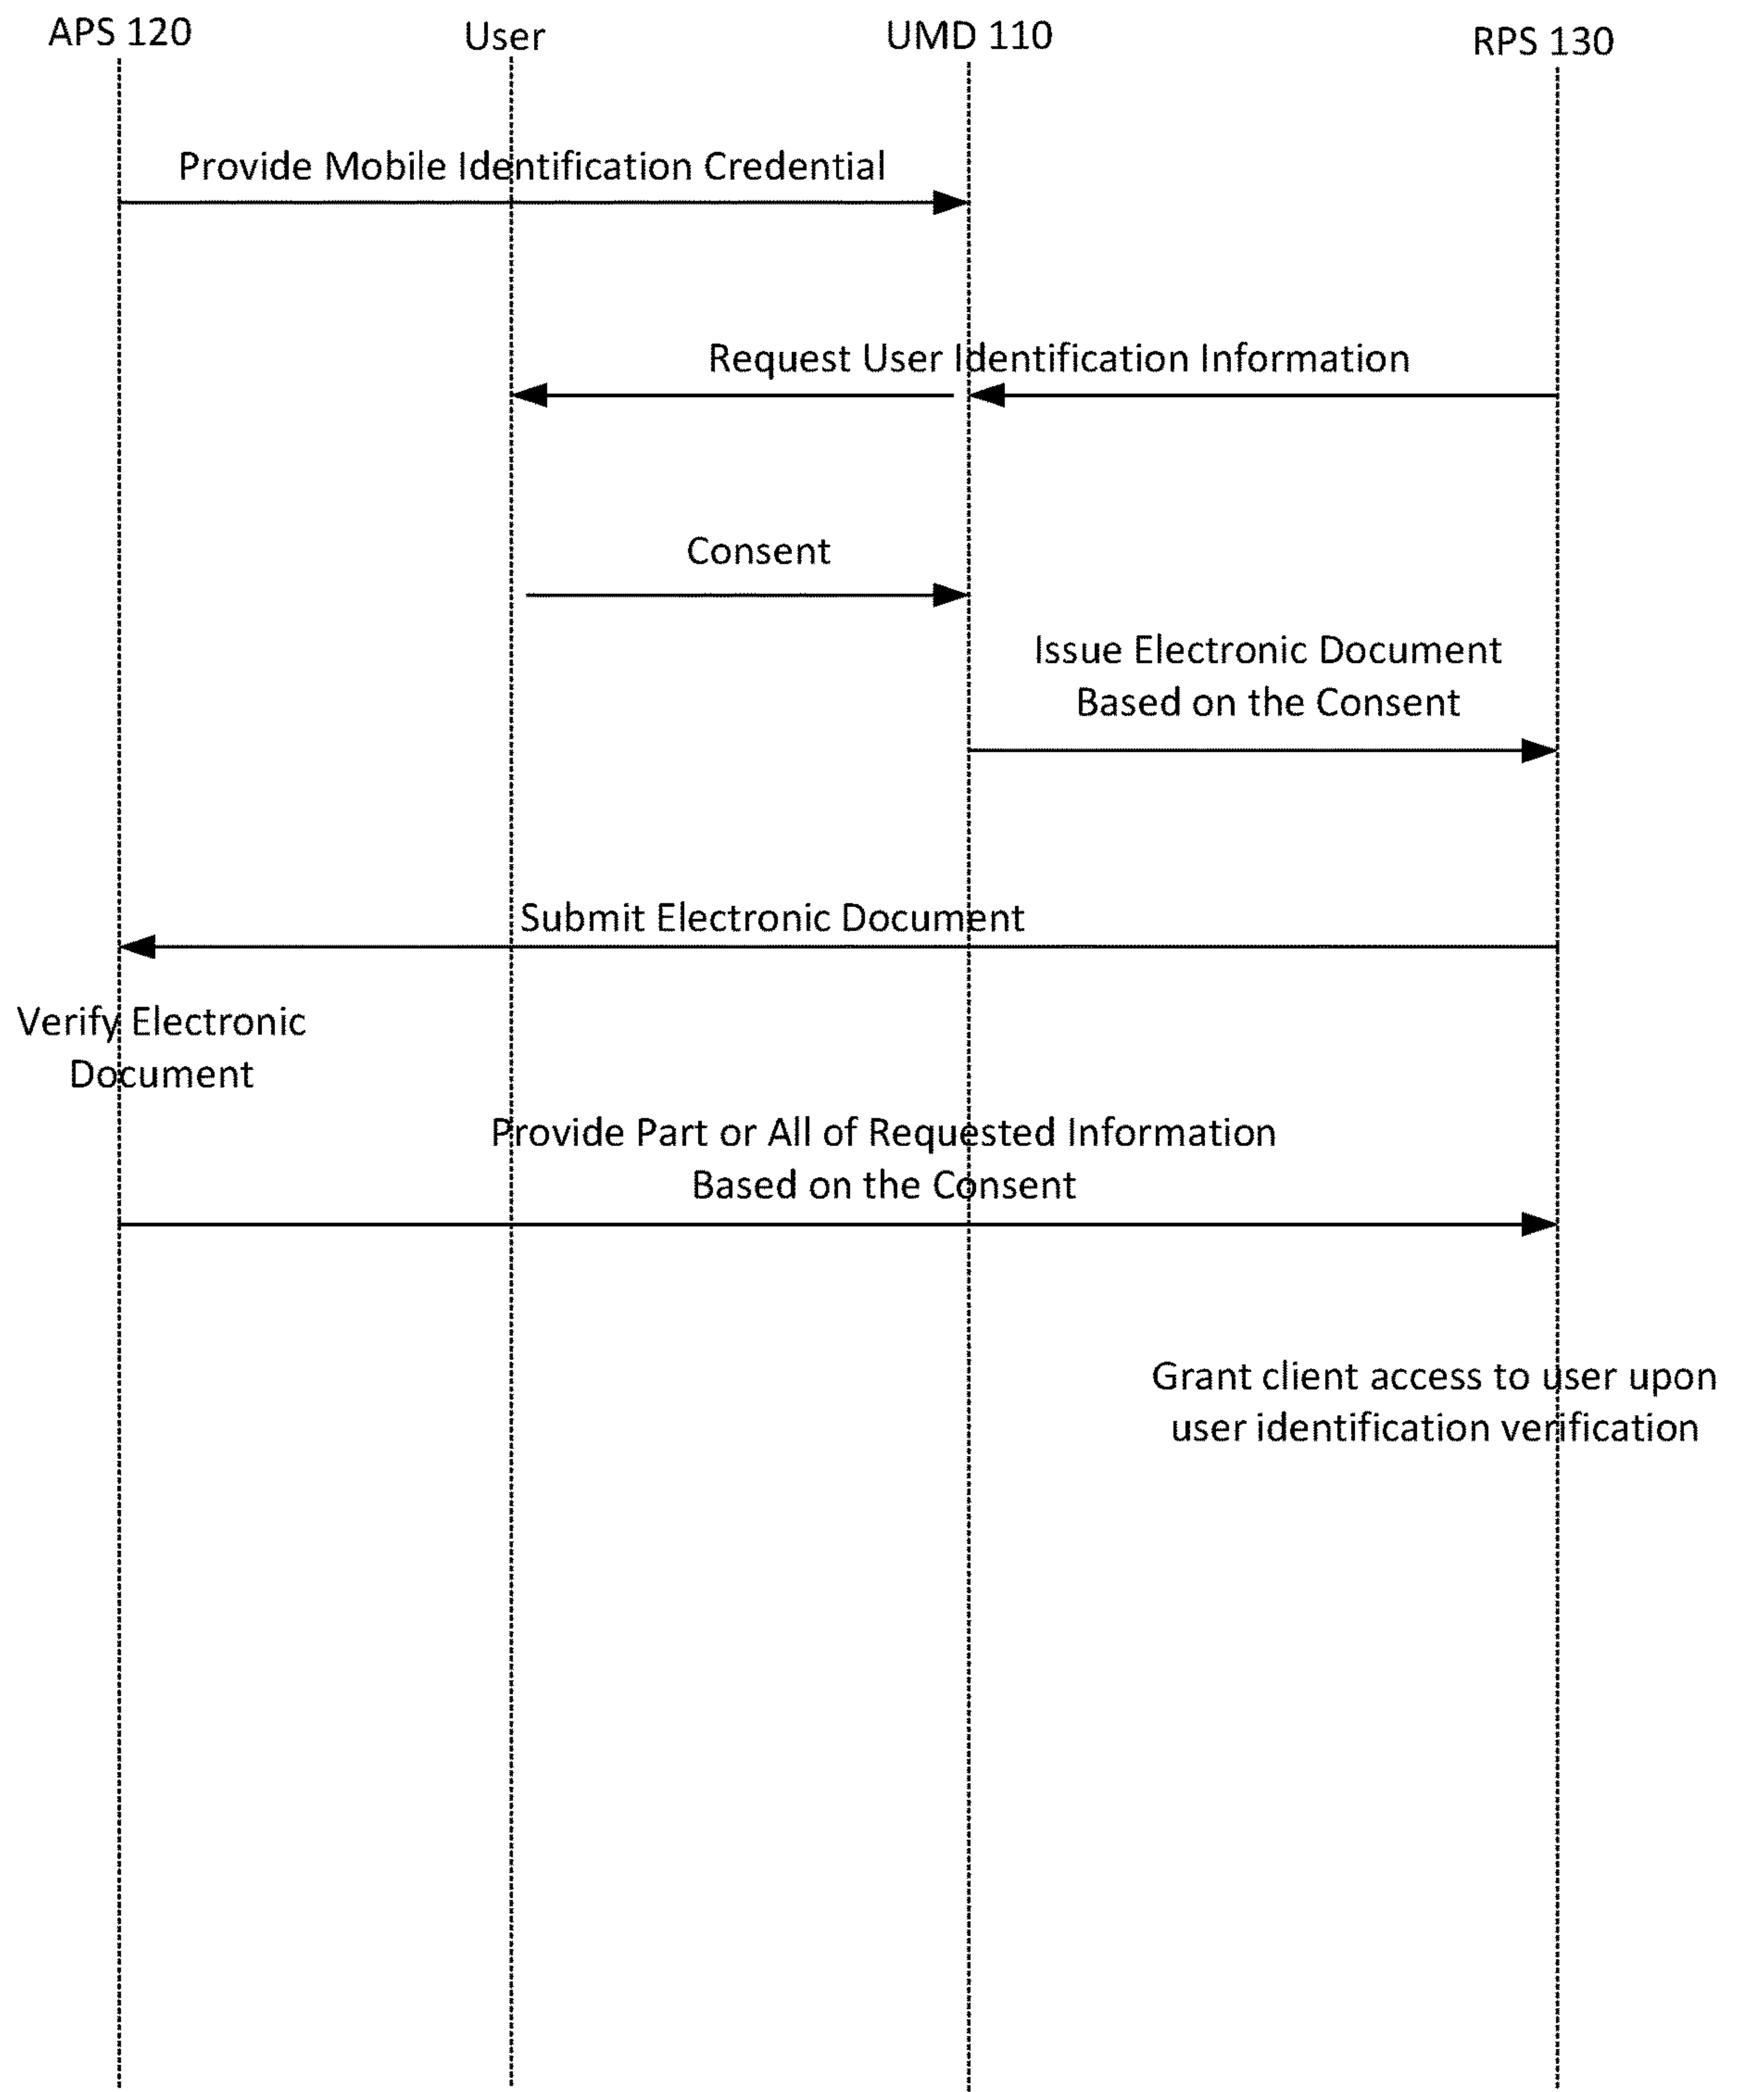 APS 120
User
UMD 110
RPS 130
Provide Mobile Identification Credential
Request User Identification Information
Consent
Issue Electronic Document
Based on the Consent
Submit Electronic Document
Verify Electronic
Document
Provide Part or All of Requested Information
Based on the Consent
Grant client access to user upon
user identification verification